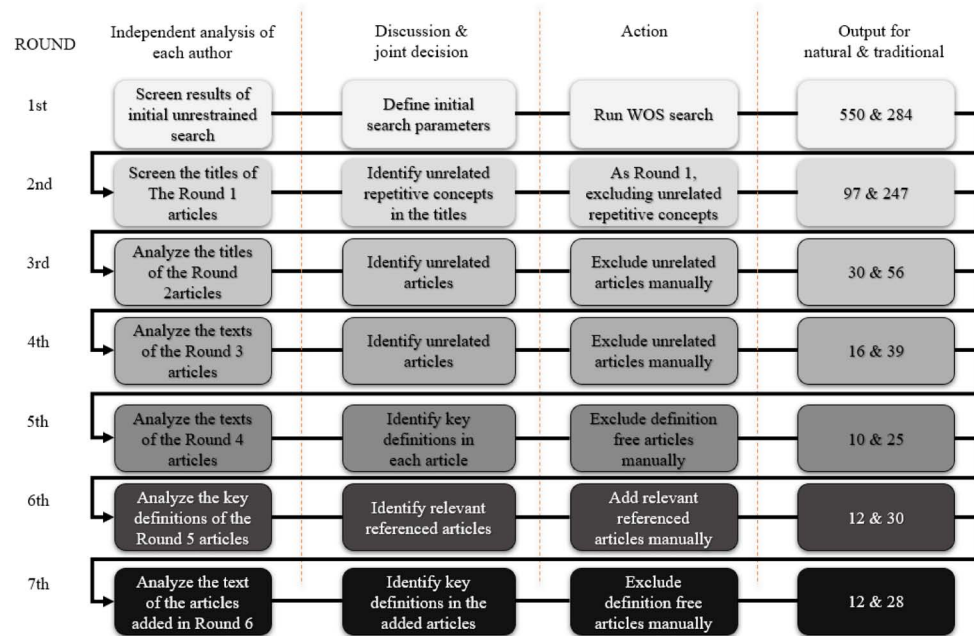 ROUND
Independent analysis of
each author
Discussion &
joint decision
Action
Output for
natural & traditional
1st
Screen results of
initial unrestrained
search
Define initial
search parameters
Run WOS search
550 & 284
2nd
Screen the titles of
The Round 1
articles
Identify unrelated
repetitive concepts
in the titles
As Round 1,
excluding unrelated
repetitive concepts
97 & 247
3rd
Analyze the titles
of the Round
2articles
Identify unrelated
articles
Exclude unrelated
articles manually
30 & 56
4th
Analyze the texts
of the Round 3
articles
Identify unrelated
articles
Exclude unrelated
articles manually
16 & 39
5th
Analyze the texts
of the Round 4
articles
Identify key
definitions in
each article
Exclude definition
free articles
manually
10 & 25
6th
Analyze the key
definitions of the
Round 5 articles
Identify relevant
referenced articles
Add relevant
referenced
articles manually
12 & 30
7th
Analyze the text
of the articles
added in Round 6
Identify key
definitions in the
added articles
Exclude
definition free
articles manually
12 & 28